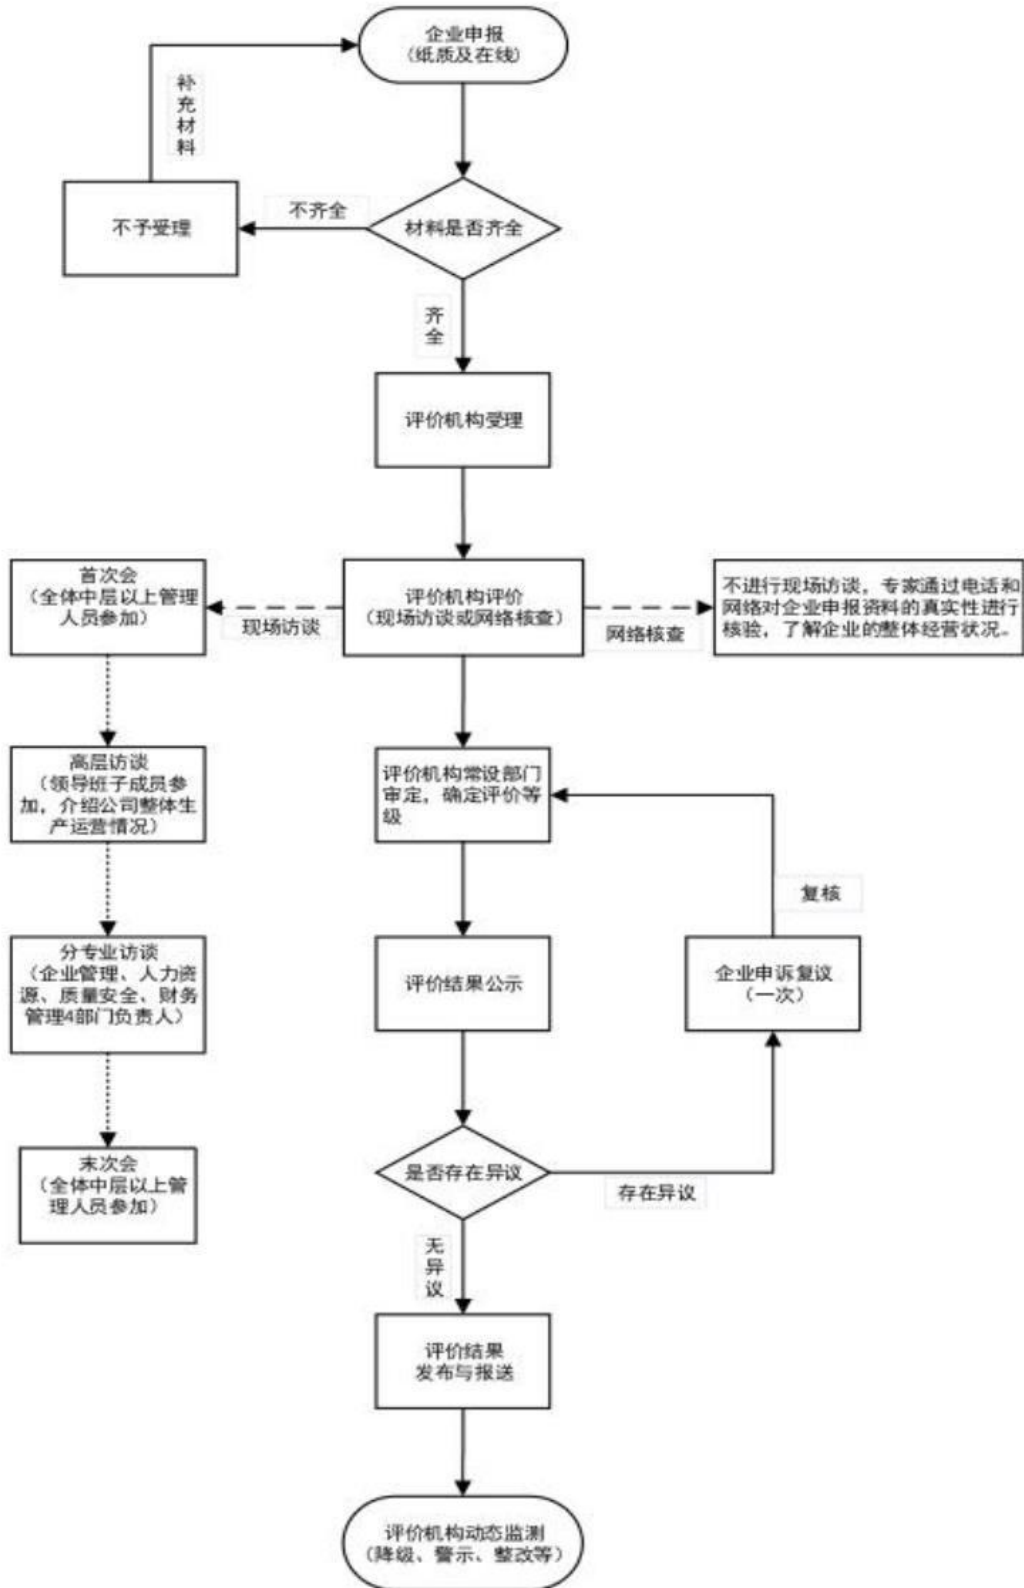 企业申报
(纸质及在线)
补
充
材
料
不予受理
不齐全
材料是否齐全
齐
全
评价机构受理
首次会
（全体中层以上管理
人员参加）
现场访谈
评价机构评价
（现场访谈或网络核查）
网络核查
不进行现场访谈，专家通过电话和
网络对企业申报资料的真实性进行
核验，了解企业的整体经营状况。
高层访谈
（领导班子成员参
加，介绍公司整体生
产运营情况）
评价机构常设部门
审定，确定评价等
级
复核
分专业访谈
（企业管理、人力资
源、质量安全、财务
管理4部门负责人）
评价结果公示
企业申诉复议
（一次）
末次会
（全体中层以上管
理人员参加）
是否存在异议
存在异议
无
异
议
评价结果
发布与报送
评价机构动态监测
（降级、警示、整改等）